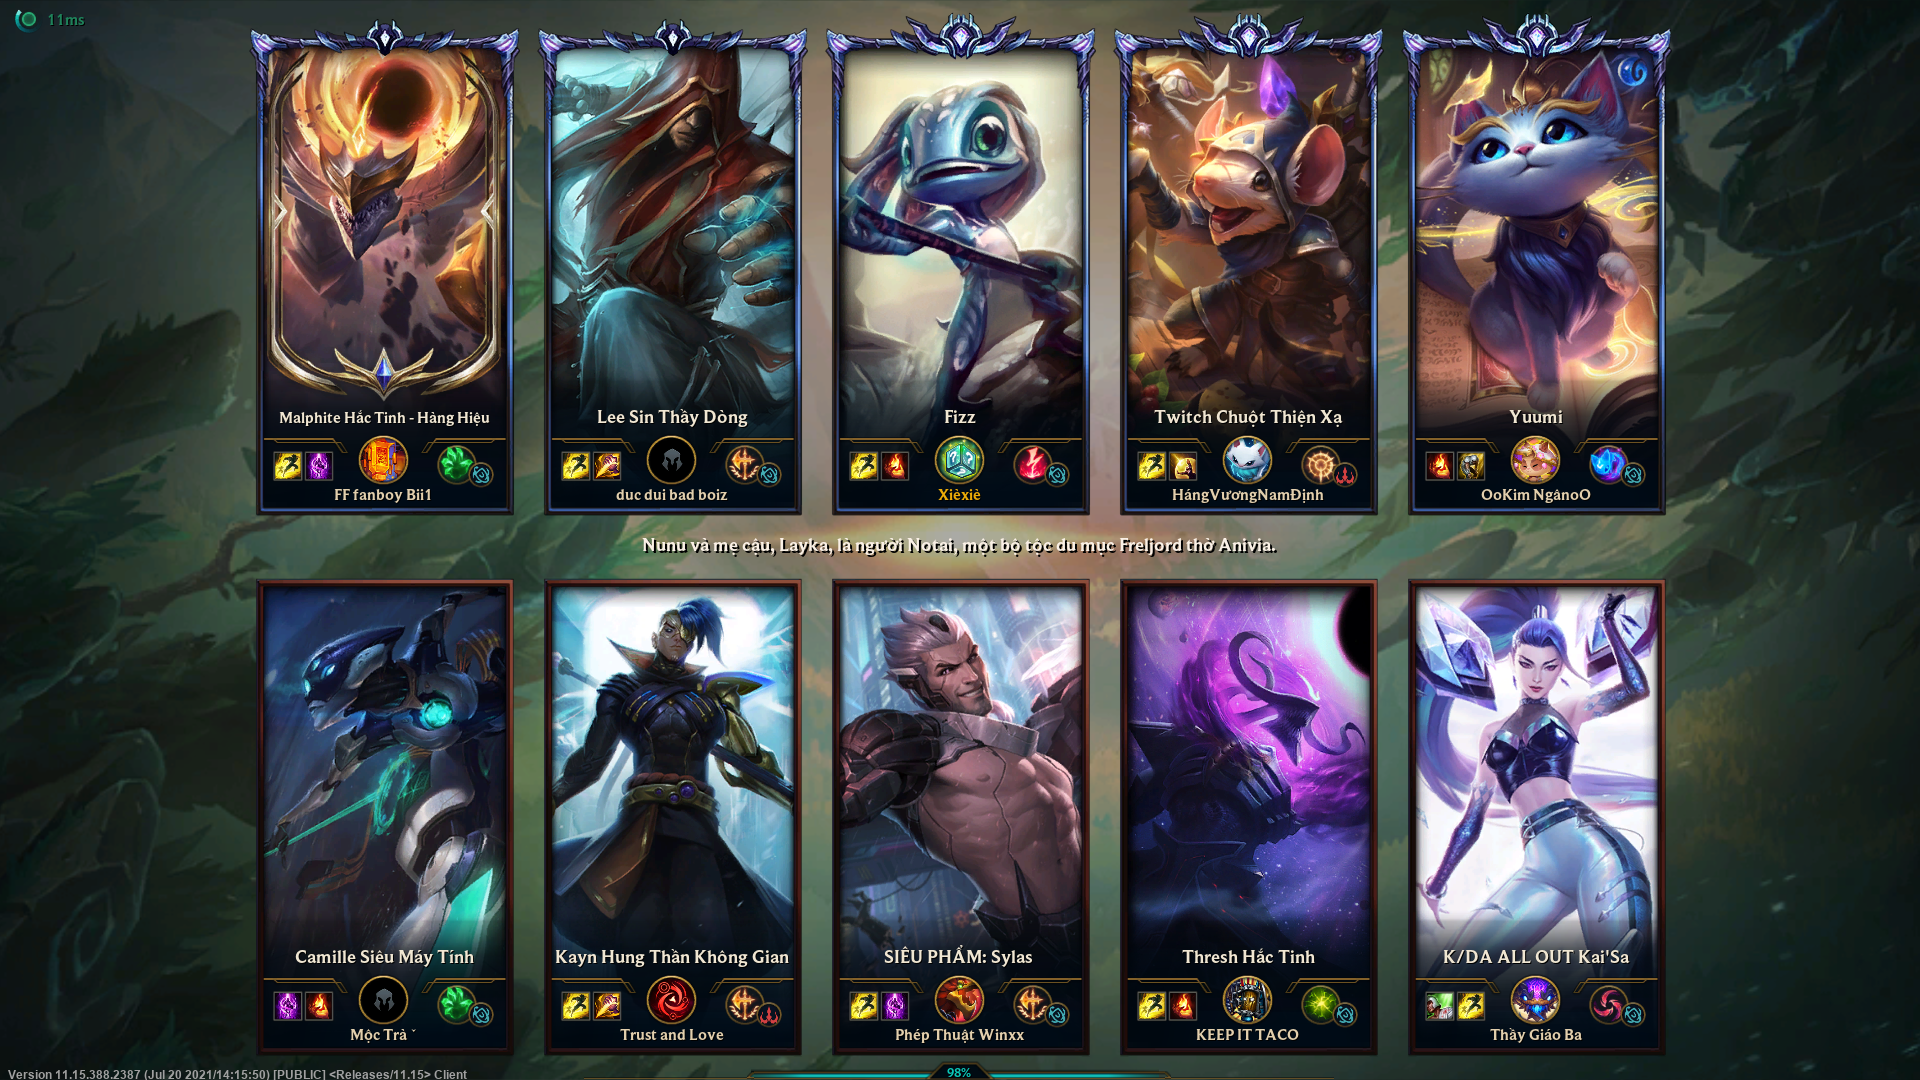 11ms
Malphite Hắc Tinh - Hàng Hiệu
FF fanboy Bii1
Lee Sin Thầy Dòng
duc dui bad boiz
Fizz
Xièxiè
Twitch Chuột Thiện Xạ
HángVươngNamĐịnh
Yuumi
OoKim NgânoO
Nunu và mẹ cậu, Layka, là người Notai, một bộ tộc du mục Freljord thờ Anivia.
Camille Siêu Máy Tính
Mộc Trà ˇ
Kayn Hung Thần Không Gian
Trust and Love
SIÊU PHẨM: Sylas
Phép Thuật Winxx
Thresh Hắc Tinh
KEEP IT TACO
K/DA ALL OUT Kai'Sa
Thầy Giáo Ba
Version 11.15.388.2387 (Jul 20 2021/14:15:50) [PUBLIC] <Releases/11.15> Client
98%